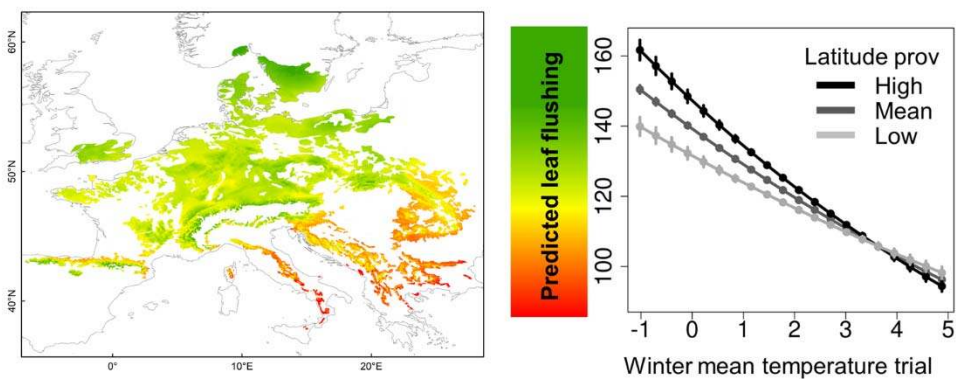 60°N
50°N
40°N
0°
10°E
20°E
Predicted leaf flushing
160
140
120
100
Latitude prov
High
Mean
Low
-1 0 1 2 3 4 5
Winter mean temperature trial